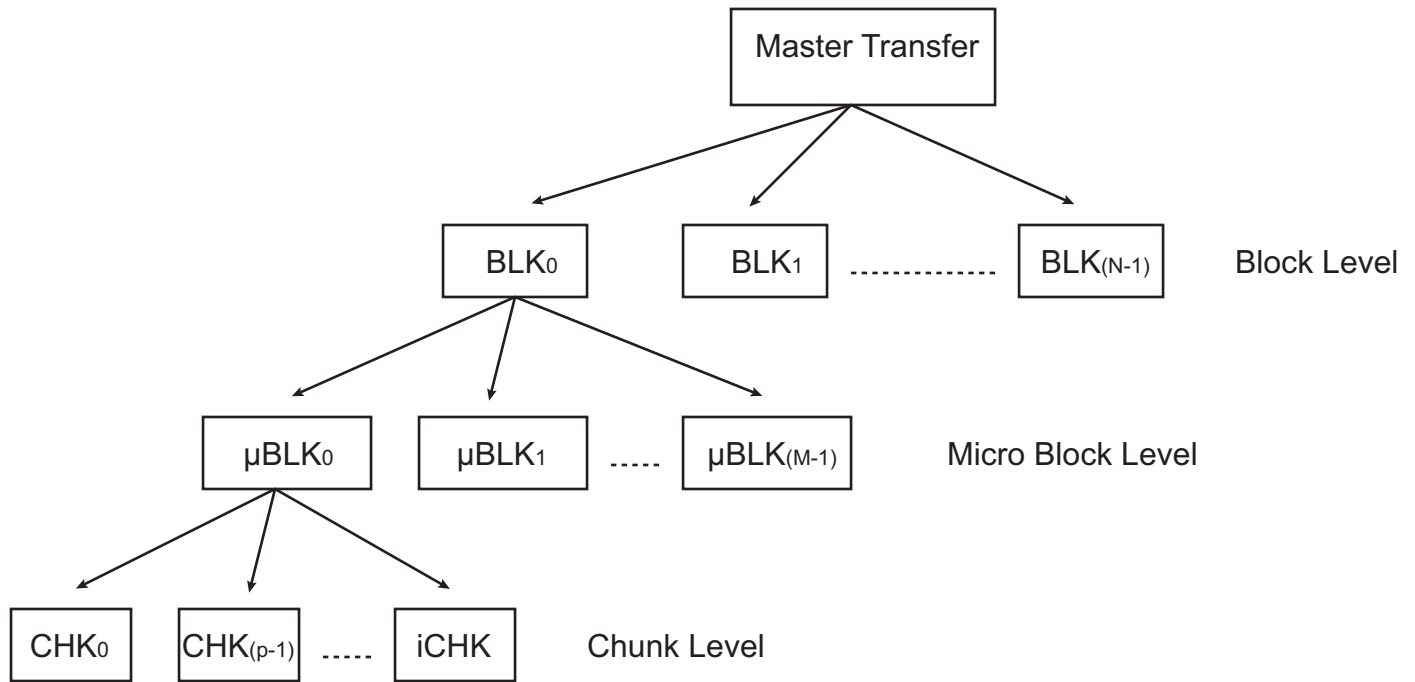 Master Transfer
BLK0 BLK1 BLK(N-1) Block Level
µBLK0 µBLK1 µBLK(M-1) Micro Block Level
CHK0 CHK(p-1) iCHK Chunk Level